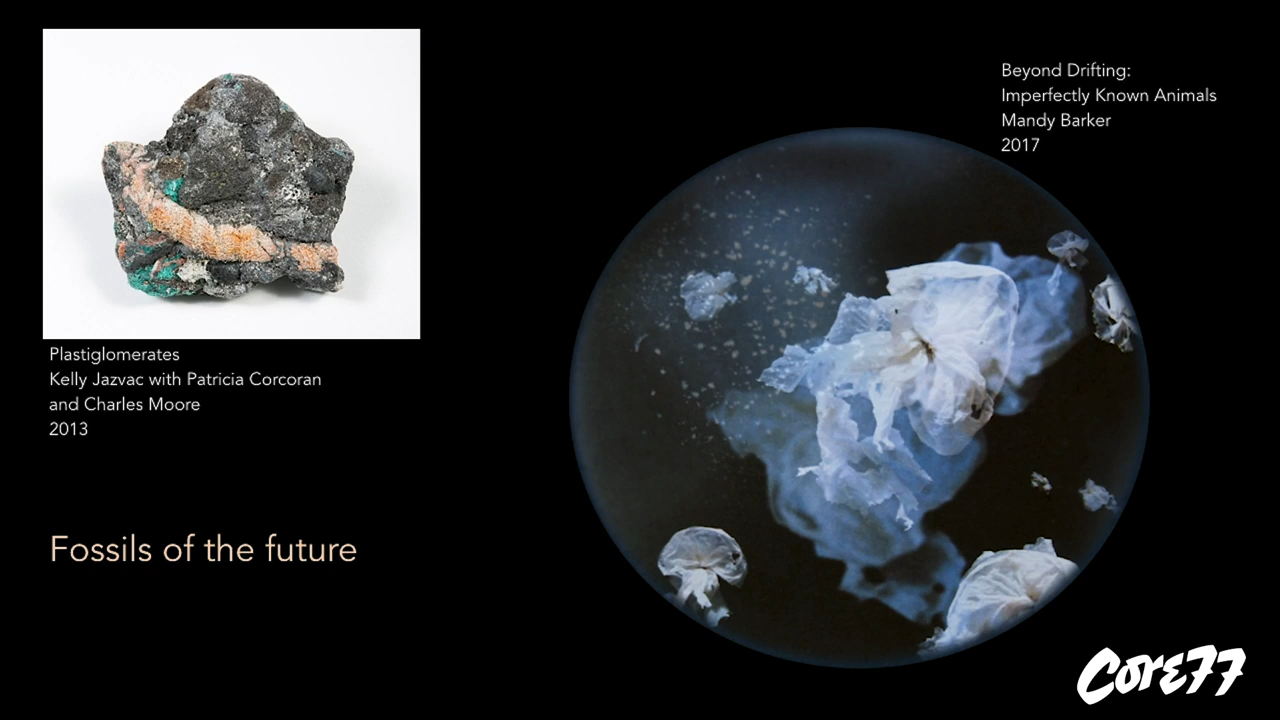 Beyond Drifting:
Imperfectly Known Animals
Mandy Barker
2017
Plastiglomerates
Kelly Jazvac with Patricia Corcoran
and Charles Moore
2013
Fossils of the future
Core77